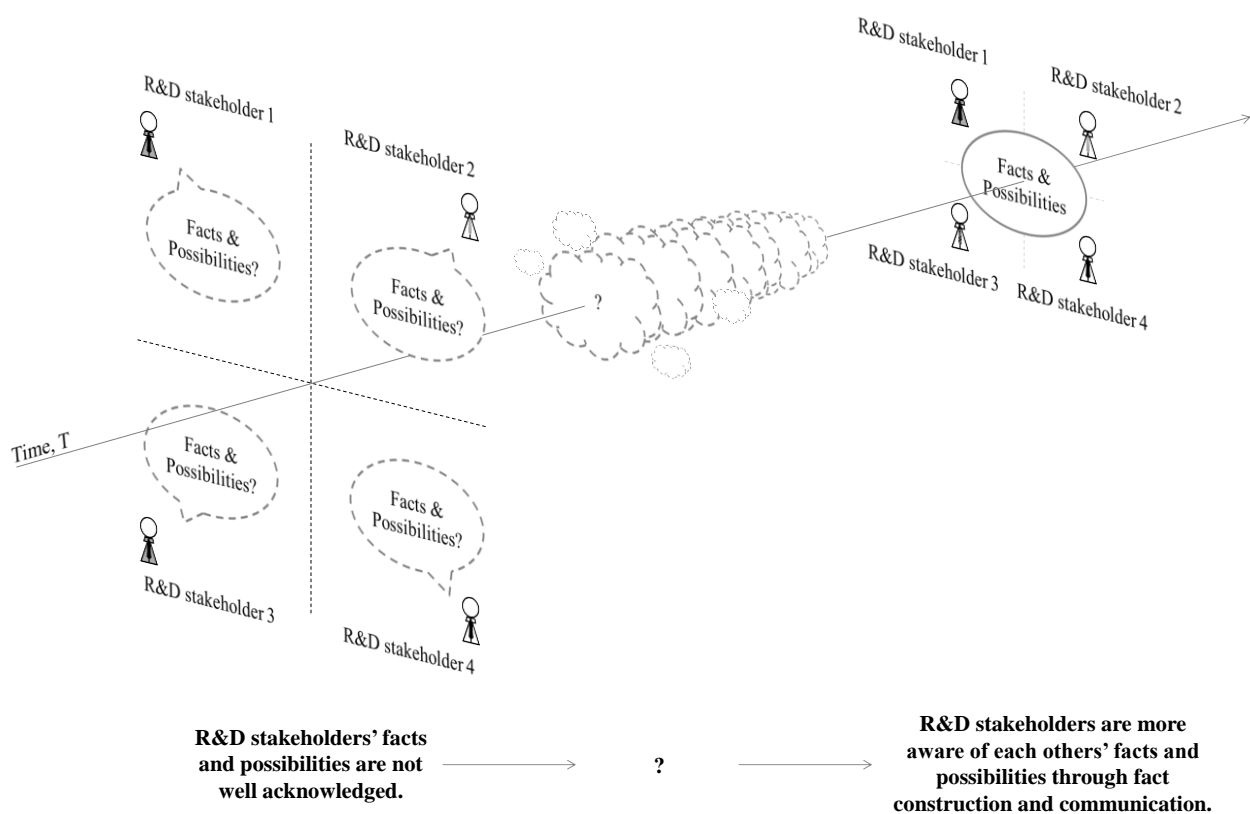 R&D stakeholder 1
Facts &
Possibilities?
R&D stakeholder 2
Facts &
Possibilities?
Time, T
Facts &
Possibilities?
R&D stakeholder 3
Facts &
Possibilities?
R&D stakeholder 4
?
R&D stakeholder 1
R&D stakeholder 2
Facts &
Possibilities
R&D stakeholder 3
R&D stakeholder 4
R&D stakeholders’ facts
and possibilities are not
well acknowledged.
?
R&D stakeholders are more
aware of each others’ facts and
possibilities through fact
construction and communication.